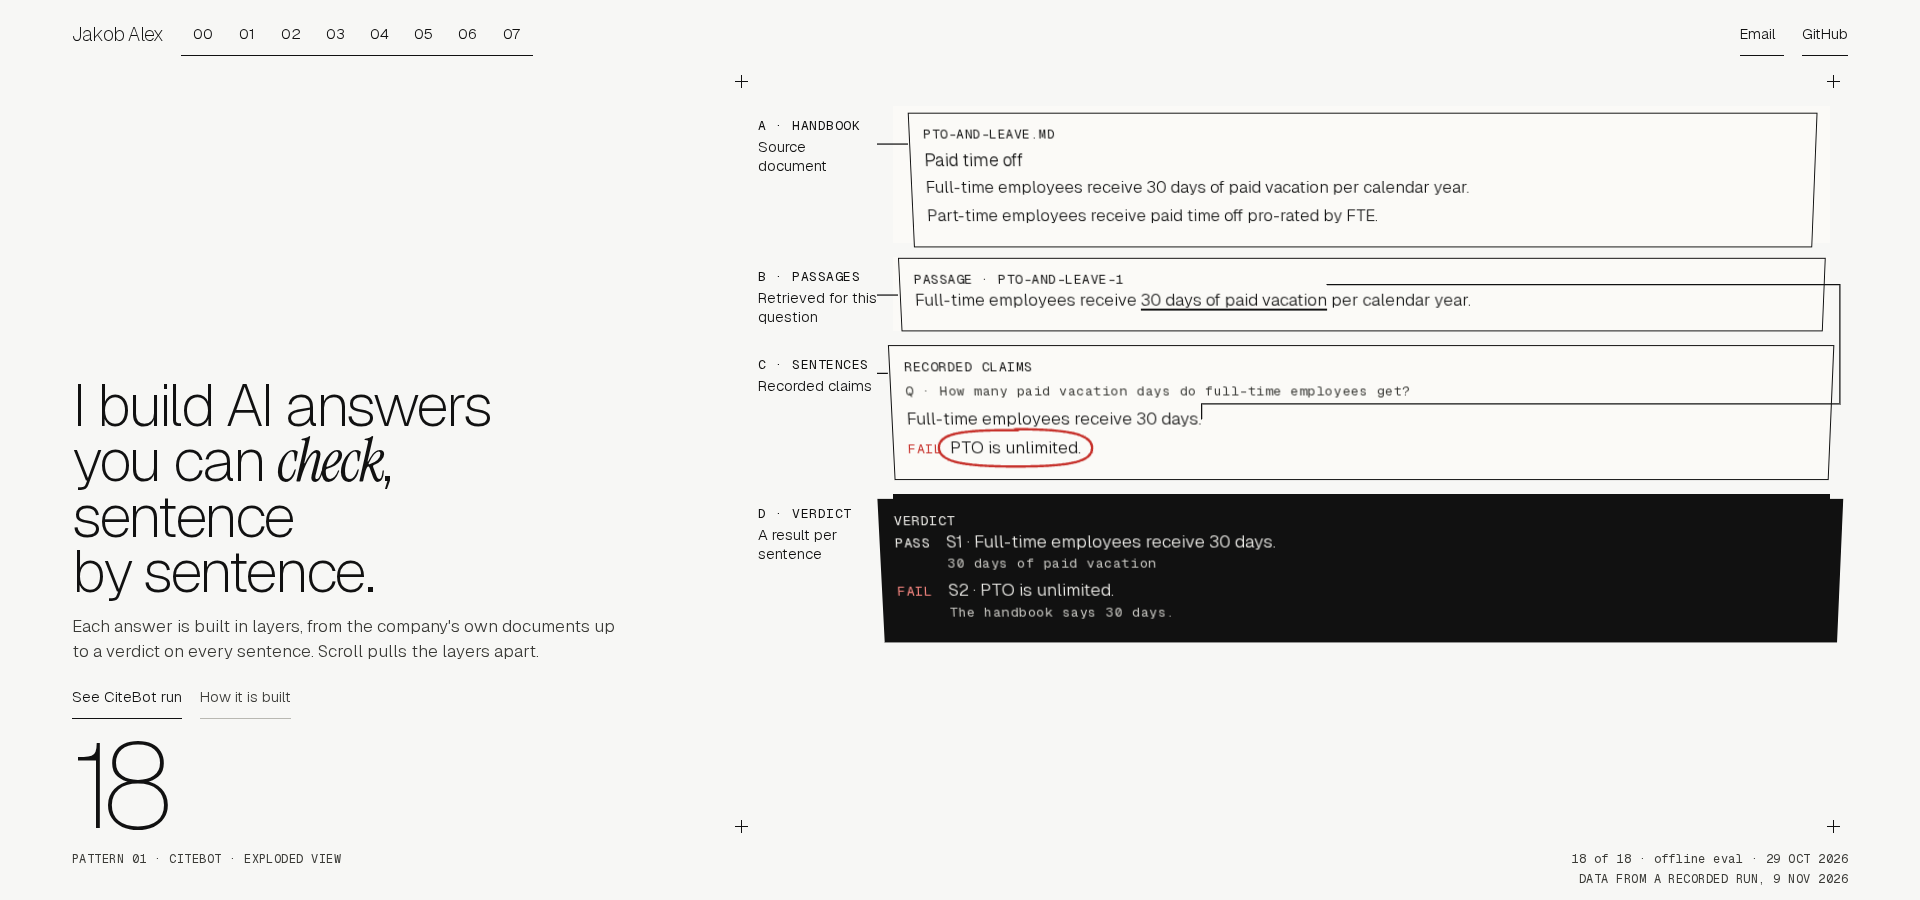 Jakob Alex 00 01 02 03 04 05 06 07 Email GitHub
I build AI answers
you can check,
sentence
by sentence.
Each answer is built in layers, from the company's own documents up
to a verdict on every sentence. Scroll pulls the layers apart.
See CiteBot run How it is built
18
PATTERN 01 · CITEBOT · EXPLODED VIEW
A · HANDBOOK
Source
document
PTO-AND-LEAVE.MD
Paid time off
Full-time employees receive 30 days of paid vacation per calendar year.
Part-time employees receive paid time off pro-rated by FTE.
B · PASSAGES
Retrieved for this
question
PASSAGE · PTO-AND-LEAVE-1
Full-time employees receive 30 days of paid vacation per calendar year.
C · SENTENCES
Recorded claims
RECORDED CLAIMS
Q · How many paid vacation days do full-time employees get?
Full-time employees receive 30 days.
FAIL PTO is unlimited.
D · VERDICT
A result per
sentence
VERDICT
PASS S1 · Full-time employees receive 30 days.
30 days of paid vacation
FAIL S2 · PTO is unlimited.
The handbook says 30 days.
18 of 18 · offline eval · 29 OCT 2026
DATA FROM A RECORDED RUN, 9 NOV 2026